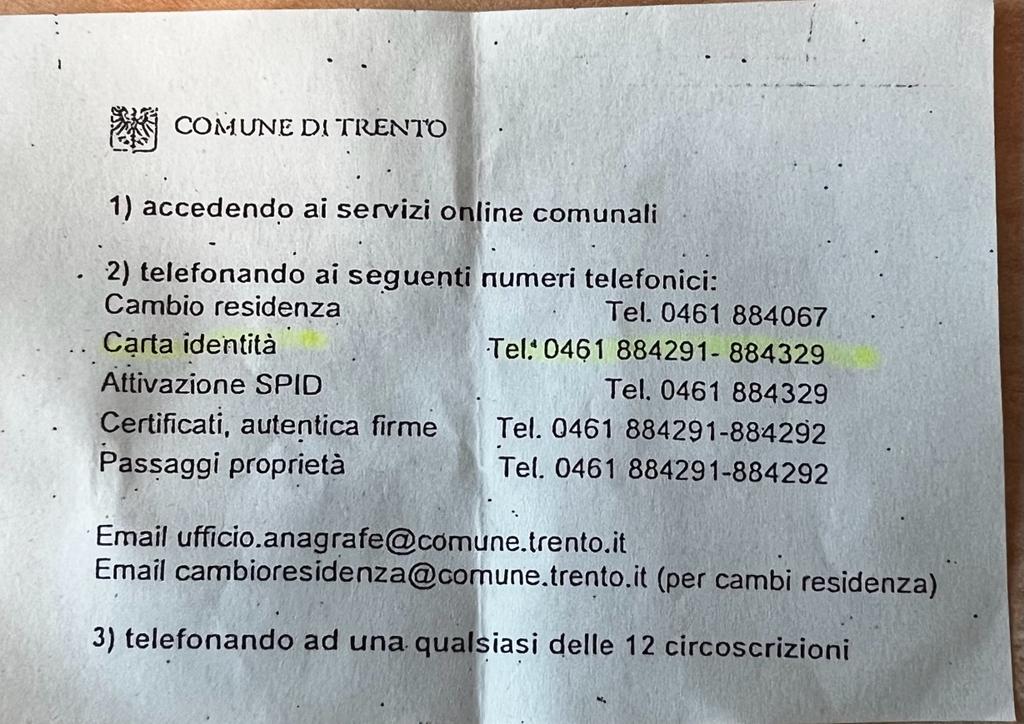 COMUNE DI TRENTO
1) accedendo ai servizi online comunali
2) telefonando ai seguenti numeri telefonici:
Cambio residenza Tel. 0461 884067
Carta identità Tel. 0461 884291- 884329
Attivazione SPID Tel. 0461 884329
Certificati, autentica firme Tel. 0461 884291-884292
Passaggi proprietà Tel. 0461 884291-884292
Email ufficio.anagrafe@comune.trento.it
Email cambioresidenza@comune.trento.it (per cambi residenza)
3) telefonando ad una qualsiasi delle 12 circoscrizioni